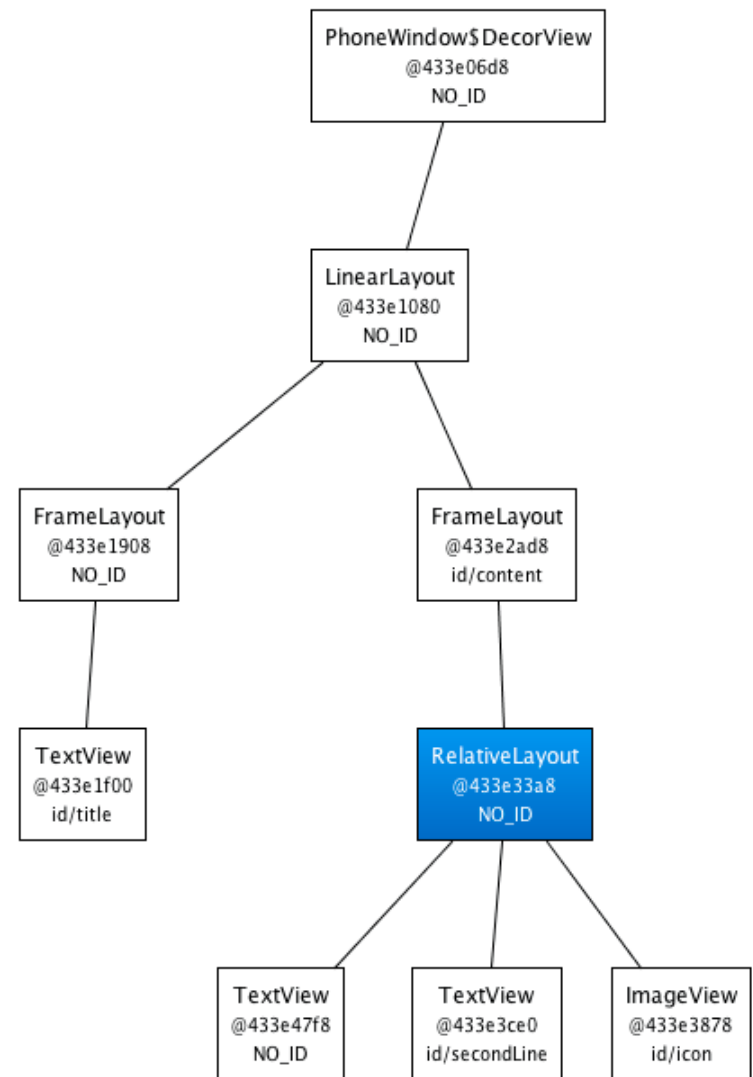 PhoneWindow$DecorView
@433e06d8
NO_ID
LinearLayout
@433e1080
NO_ID
FrameLayout
@433e1908
NO_ID
FrameLayout
@433e2ad8
id/content
TextView
@433e1f00
id/title
RelativeLayout
@433e33a8
NO_ID
TextView
@433e47f8
NO_ID
TextView
@433e3ce0
id/secondLine
ImageView
@433e3878
id/icon